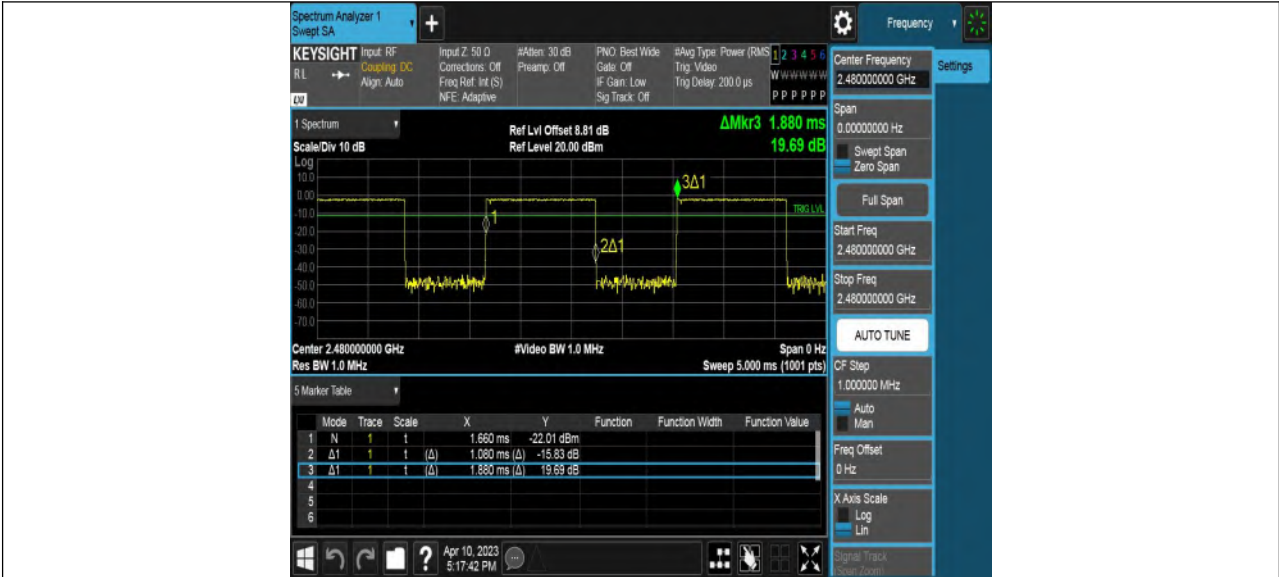 Spectrum Analyzer 1
Swept SA
Frequency
KEYSIGHT
RL
LXI
Input: RF
Coupling: DC
Align: Auto
Input Z: 50 Ω
Corrections: Off
Freq Ref: Int (S)
NFE: Adaptive
#Atten: 30 dB
Preamp: Off
PNO: Best Wide
Gate: Off
IF Gain: Low
Sig Track: Off
#Avg Type: Power (RMS
Trig: Video
Trig Delay: 200.0 µs
1 2 3 4 5 6
W W W W W W
P P P P P P
1 Spectrum
Scale/Div 10 dB
Ref Lvl Offset 8.81 dB
Ref Level 20.00 dBm
ΔMkr3 1.880 ms
19.69 dB
Log
10.0
0.00
-10.0
-20.0
-30.0
-40.0
-50.0
-60.0
-70.0
1
2Δ1
3Δ1
TRIG LVL
Center 2.480000000 GHz
#Video BW 1.0 MHz
Span 0 Hz
Res BW 1.0 MHz
Sweep 5.000 ms (1001 pts)
5 Marker Table
Mode Trace Scale X Y Function Function Width Function Value
1 N 1 t 1.660 ms -22.01 dBm
2 Δ1 1 t (Δ) 1.080 ms (Δ) -15.83 dB
3 Δ1 1 t (Δ) 1.880 ms (Δ) 19.69 dB
4
5
6
?
Apr 10, 2023
5:17:42 PM
Center Frequency
2.480000000 GHz
Settings
Span
0.00000000 Hz
Swept Span
Zero Span
Full Span
Start Freq
2.480000000 GHz
Stop Freq
2.480000000 GHz
AUTO TUNE
CF Step
1.000000 MHz
Auto
Man
Freq Offset
0 Hz
X Axis Scale
Log
Lin
Signal Track
(Span Zoom)